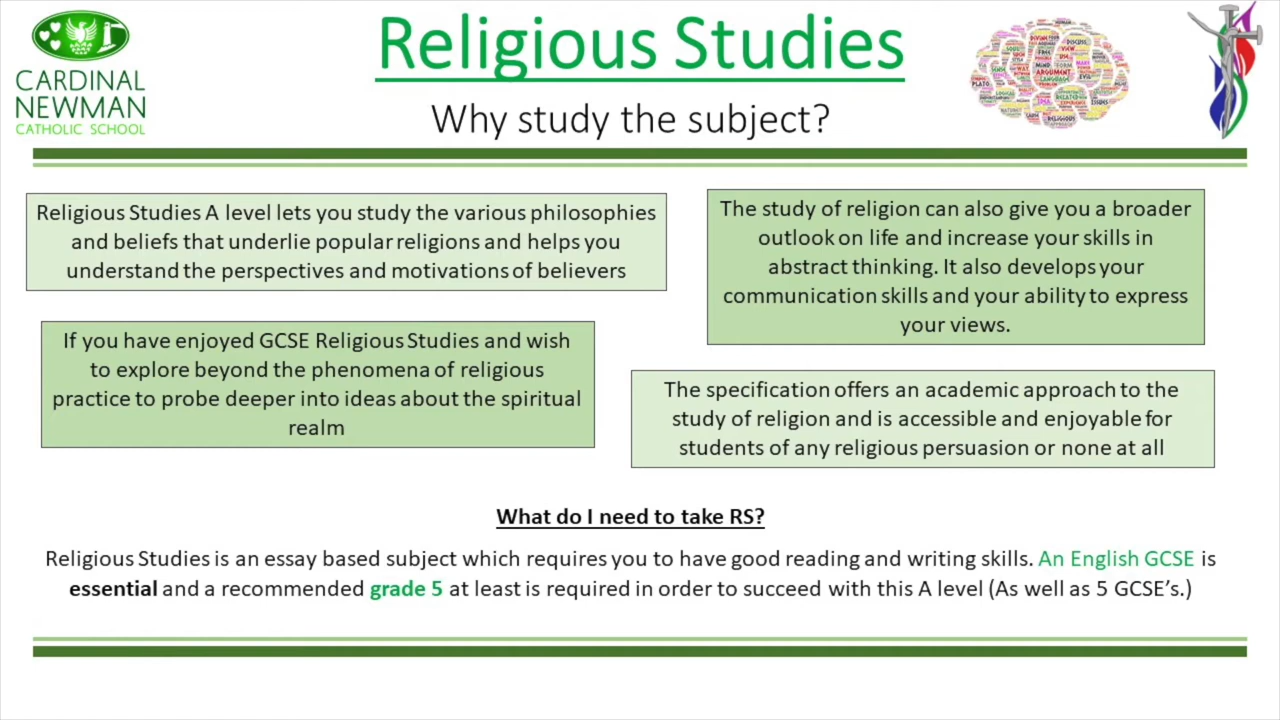 CARDINAL
NEWMAN
CATHOLIC SCHOOL
Religious Studies
Why study the subject?
Religious Studies A level lets you study the various philosophies
and beliefs that underlie popular religions and helps you
understand the perspectives and motivations of believers
The study of religion can also give you a broader
outlook on life and increase your skills in
abstract thinking. It also develops your
communication skills and your ability to express
your views.
If you have enjoyed GCSE Religious Studies and wish
to explore beyond the phenomena of religious
practice to probe deeper into ideas about the spiritual
realm
The specification offers an academic approach to the
study of religion and is accessible and enjoyable for
students of any religious persuasion or none at all
What do I need to take RS?
Religious Studies is an essay based subject which requires you to have good reading and writing skills. An English GCSE is
essential and a recommended grade 5 at least is required in order to succeed with this A level (As well as 5 GCSE's.)
ARGUMENT
LANGUAGE
PLATO
MIND
DISCUSS
RELATED
ISSUES